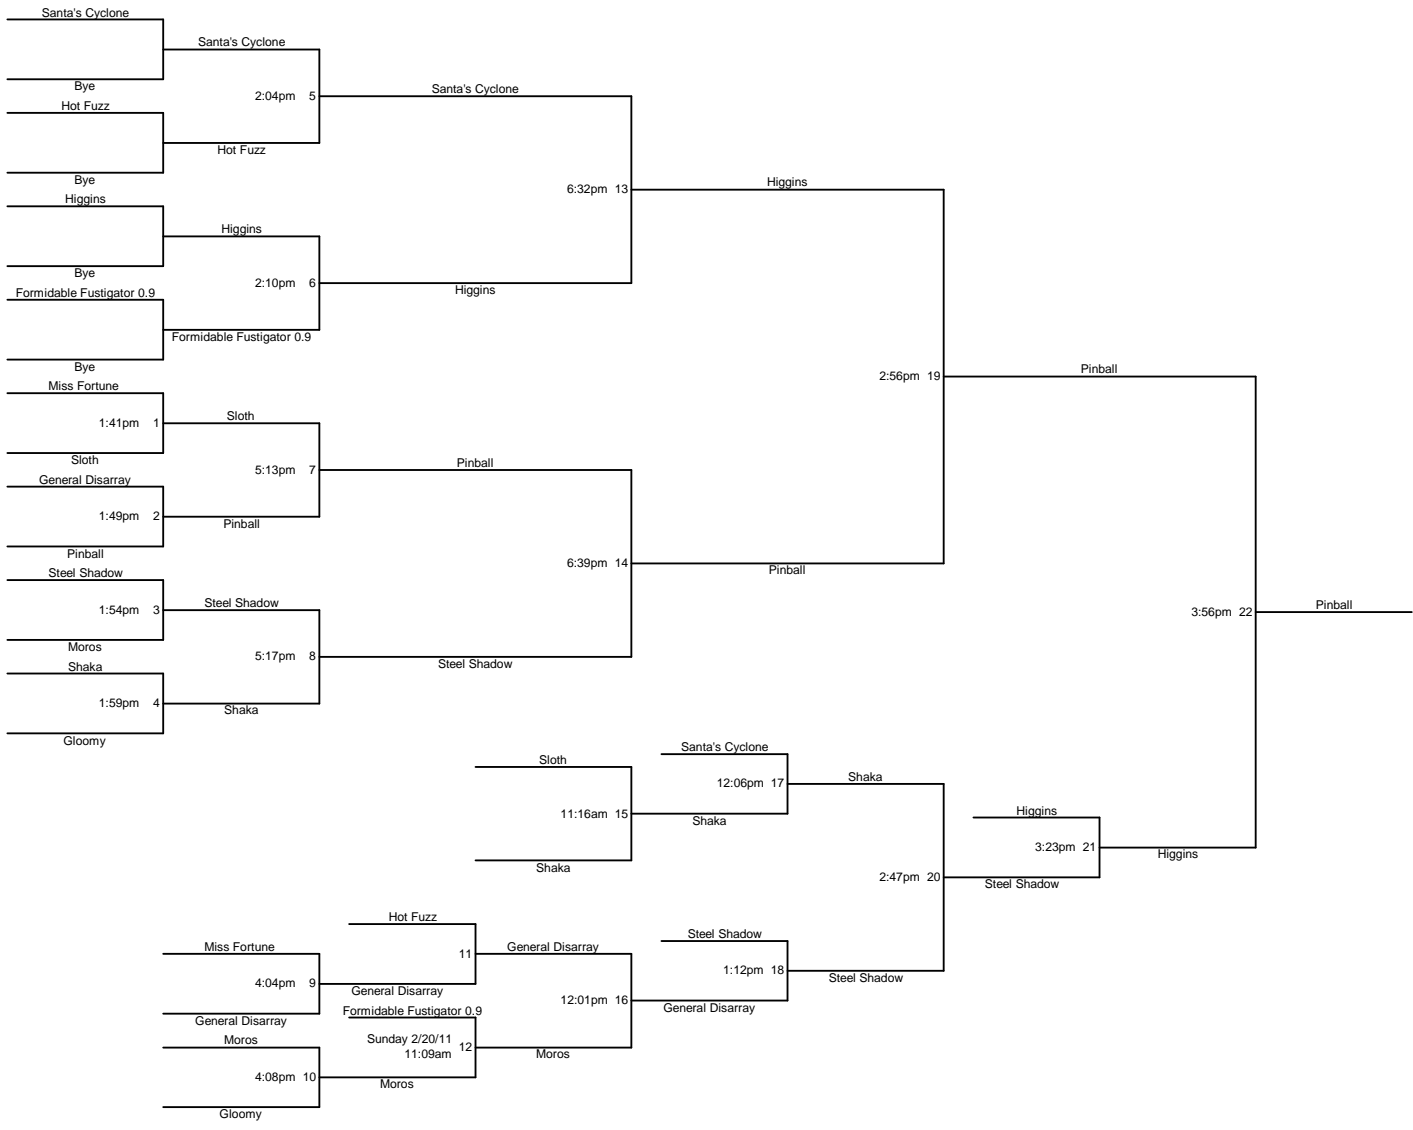 Santa's Cyclone
Santa's Cyclone
Bye
2:04pm 5
Santa's Cyclone
Hot Fuzz
Hot Fuzz
Bye
6:32pm 13
Higgins
Higgins
Higgins
Bye
2:10pm 6
Higgins
Formidable Fustigator 0.9
Formidable Fustigator 0.9
Bye
2:56pm 19
Pinball
Miss Fortune
1:41pm 1
Sloth
Sloth
5:13pm 7
Pinball
General Disarray
1:49pm 2
Pinball
Pinball
6:39pm 14
Pinball
Steel Shadow
1:54pm 3
Steel Shadow
Moros
5:17pm 8
Steel Shadow
Shaka
1:59pm 4
Shaka
Gloomy
3:56pm 22
Pinball
Sloth
11:16am 15
Shaka
Santa's Cyclone
12:06pm 17
Shaka
Shaka
2:47pm 20
Steel Shadow
Higgins
3:23pm 21
Higgins
Hot Fuzz
11
General Disarray
Miss Fortune
4:04pm 9
General Disarray
General Disarray
12:01pm 16
General Disarray
Steel Shadow
1:12pm 18
Steel Shadow
Formidable Fustigator 0.9
Sunday 2/20/11
11:09am
12
Moros
Moros
4:08pm 10
Moros
Gloomy